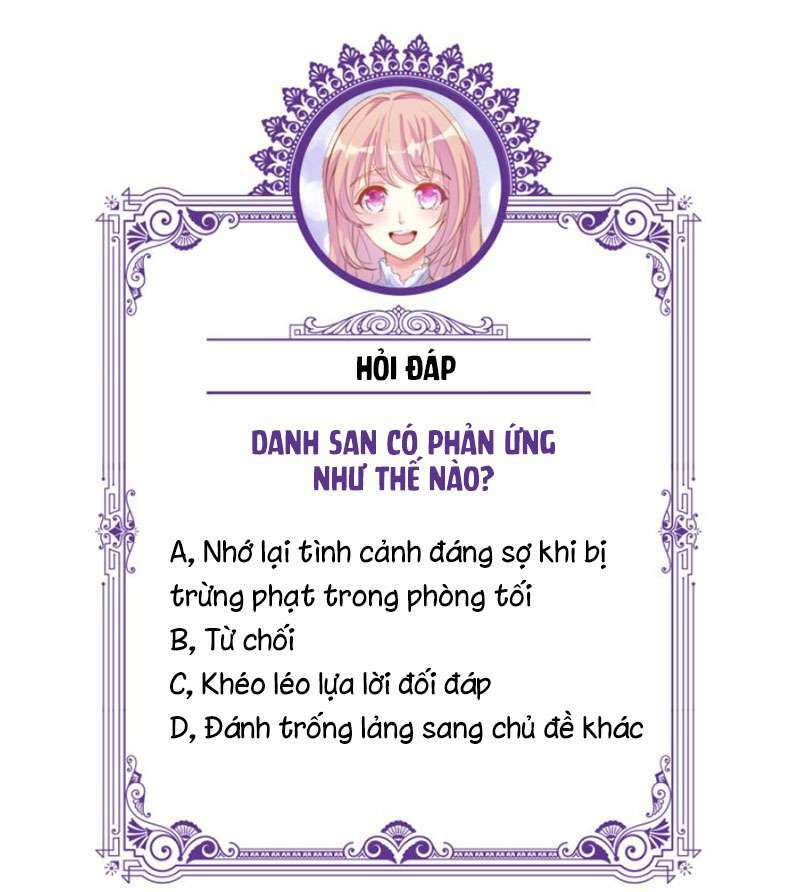 HỎI ĐÁP
DANH SAN CÓ PHẢN ỨNG
NHƯ THẾ NÀO?
A, Nhớ lại tình cảnh đáng sợ khi bị
trừng phạt trong phòng tối
B, Từ chối
C, Khéo léo lựa lời đối đáp
D, Đánh trống lảng sang chủ đề khác